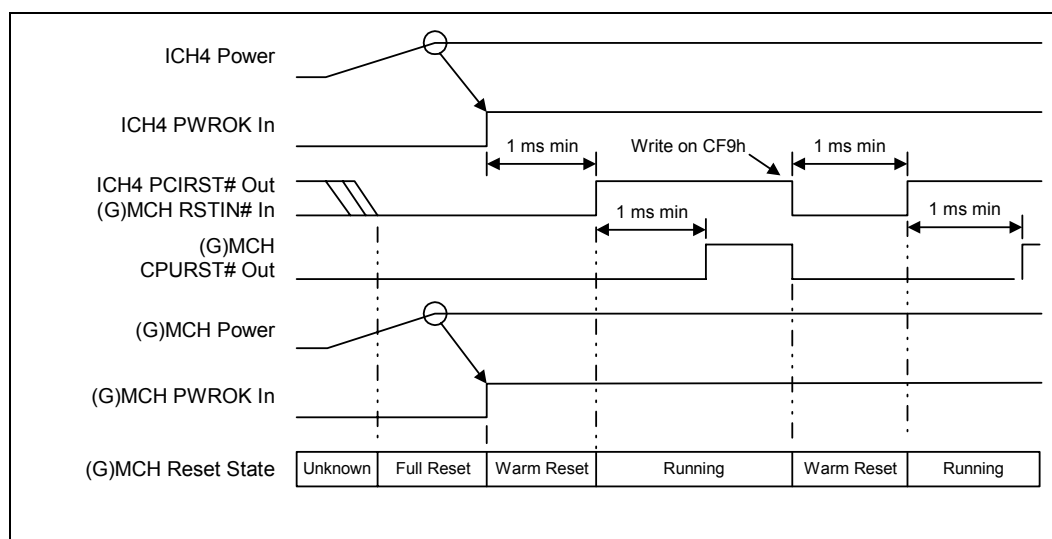 ICH4 Power
ICH4 PWROK In
1 ms min
Write on CF9h
1 ms min
ICH4 PCIRST# Out
(G)MCH RSTIN# In
1 ms min
1 ms min
(G)MCH
CPURST# Out
(G)MCH Power
(G)MCH PWROK In
(G)MCH Reset State
Unknown
Full Reset
Warm Reset
Running
Warm Reset
Running